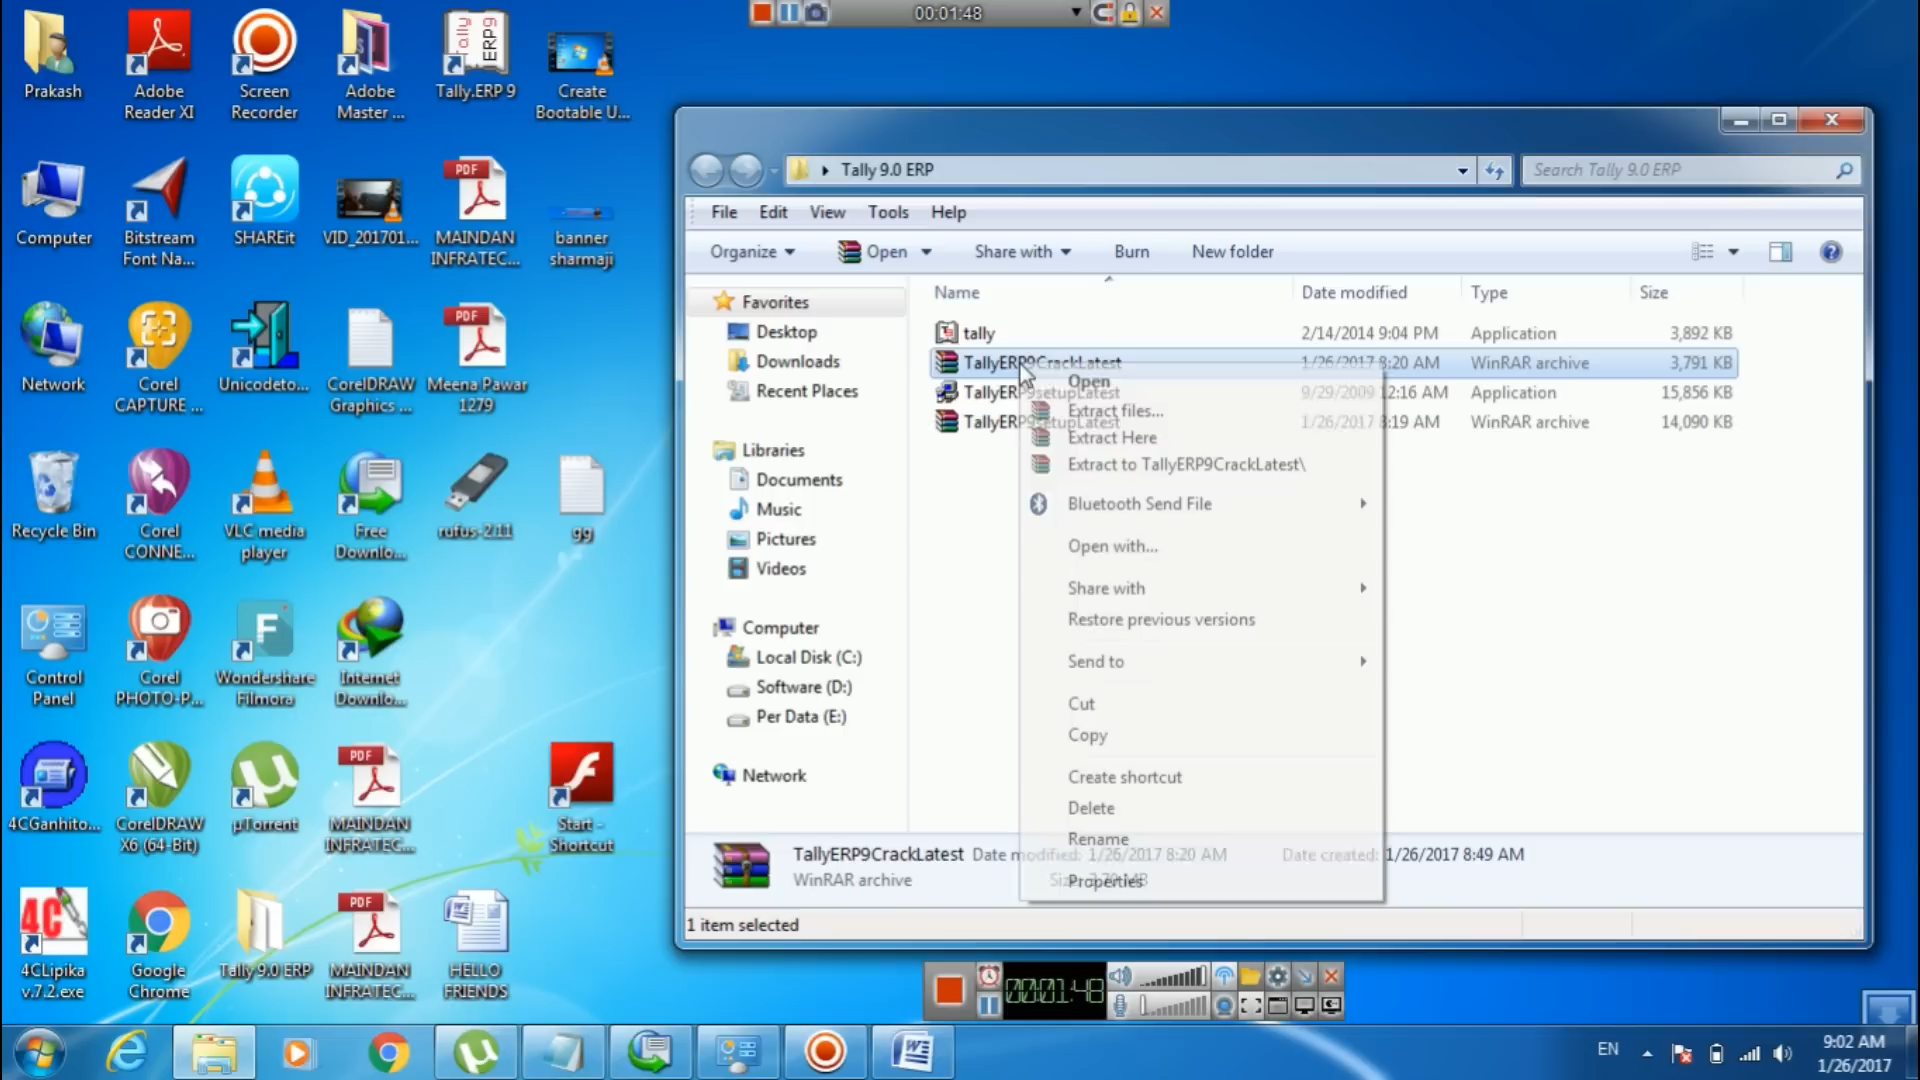 00:01:48
Prakash
Adobe
Reader XI
Screen
Recorder
Adobe
Master ...
Tally.ERP 9
Create
Bootable U...
Tally
ERP9
Computer
Bitstream
Font Na...
SHAREit
VID_201701...
PDF
MAINDAN
INFRATEC...
banner
sharmaji
Network
Corel
CAPTURE ...
Unicodeto...
CorelDRAW
Graphics ...
PDF
Meena Pawar
1279
Recycle Bin
Corel
CONNE...
VLC media
player
Free
Downlo...
rufus-2.11
gg
Control
Panel
Corel
PHOTO-P...
Wondershare
Filmora
Internet
Downlo...
4CGanhito...
CorelDRAW
X6 (64-Bit)
µTorrent
PDF
MAINDAN
INFRATEC...
Start -
Shortcut
4C
4CLipika
v.7.2.exe
Google
Chrome
Tally 9.0 ERP
PDF
MAINDAN
INFRATEC...
HELLO
FRIENDS
Tally 9.0 ERP
Search Tally 9.0 ERP
File Edit View Tools Help
Organize Open Share with Burn New folder
Favorites
Desktop
Downloads
Recent Places
Libraries
Documents
Music
Pictures
Videos
Computer
Local Disk (C:)
Software (D:)
Per Data (E:)
Network
Name Date modified Type Size
tally 2/14/2014 9:04 PM Application 3,892 KB
TallyERP9CrackLatest 1/26/2017 8:20 AM WinRAR archive 3,791 KB
TallyERP9setupLatest 9/29/2009 12:16 AM Application 15,856 KB
TallyERP9setupLatest 1/26/2017 8:19 AM WinRAR archive 14,090 KB
Open
Extract files...
Extract Here
Extract to TallyERP9CrackLatest\
Bluetooth Send File
Open with...
Share with
Restore previous versions
Send to
Cut
Copy
Create shortcut
Delete
Rename
Properties
TallyERP9CrackLatest Date modified: 1/26/2017 8:20 AM Date created: 1/26/2017 8:49 AM
WinRAR archive
1 item selected
00:01:48
EN
9:02 AM
1/26/2017